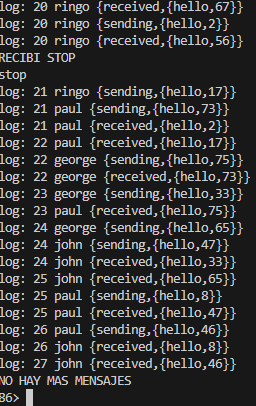 log: 20 ringo {received,{hello,67}}
log: 20 ringo {sending,{hello,2}}
log: 20 ringo {received,{hello,56}}
RECIBI STOP
stop
log: 21 ringo {sending,{hello,17}}
log: 21 paul {sending,{hello,73}}
log: 21 paul {received,{hello,2}}
log: 22 paul {received,{hello,17}}
log: 22 george {sending,{hello,75}}
log: 22 george {received,{hello,73}}
log: 23 george {sending,{hello,33}}
log: 23 paul {received,{hello,75}}
log: 24 george {sending,{hello,65}}
log: 24 john {sending,{hello,47}}
log: 24 john {received,{hello,33}}
log: 25 john {received,{hello,65}}
log: 25 paul {sending,{hello,8}}
log: 25 paul {received,{hello,47}}
log: 26 paul {sending,{hello,46}}
log: 26 john {received,{hello,8}}
log: 27 john {received,{hello,46}}
NO HAY MAS MENSAJES
86>